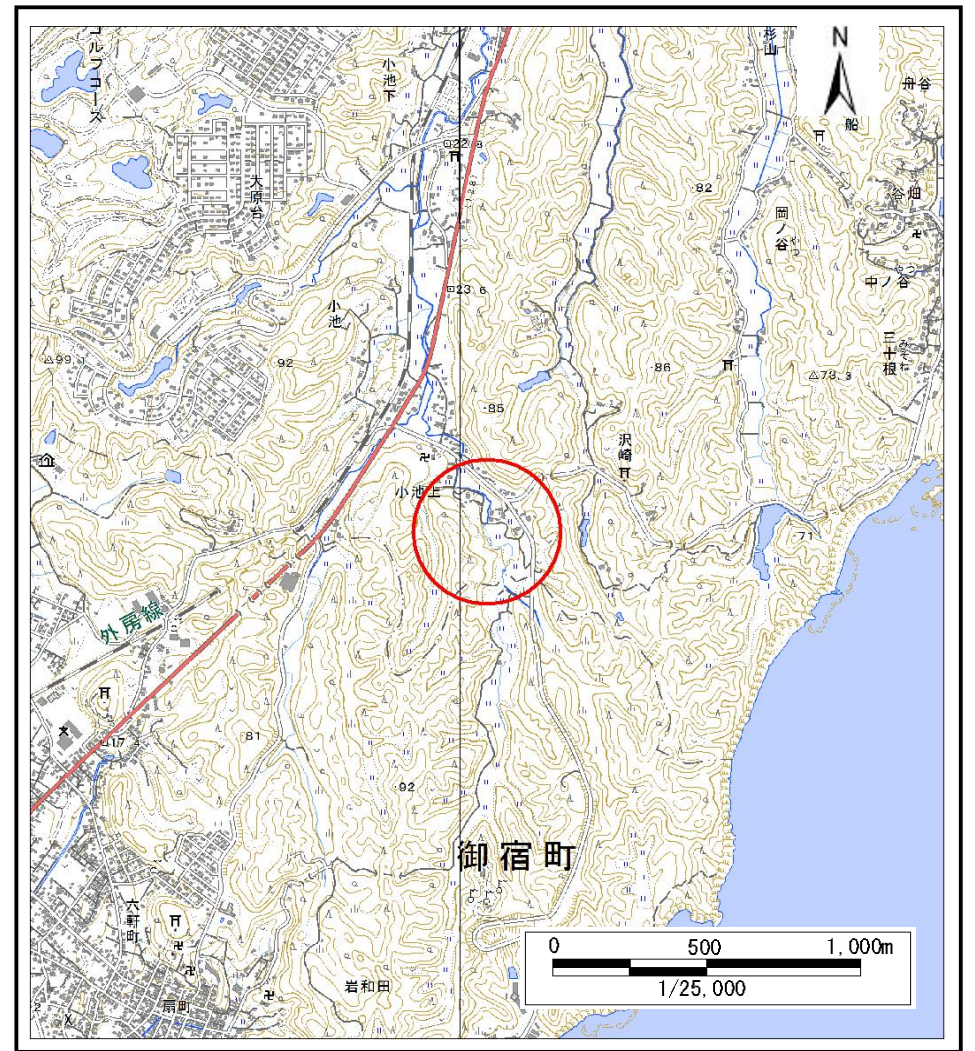 ゴルフコース
小池下
杉山
N
舟谷
船
22.8
大原台
82
谷畑
岡ノ谷
やつ
23.6
中ノ谷
やつ
小池
三十根
みそね
99.1
92
86
73.3
85
沢崎
小池上
71
外房線
17.4
81
92
御宿町
六軒町
岩和田
扇町
0 500 1,000m
1/25,000